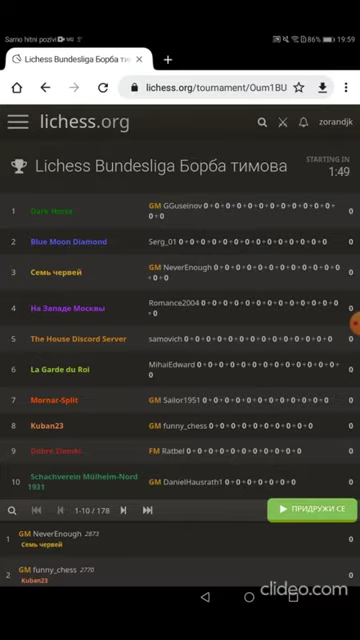 Samo hitni pozivi
86% 19:59
Lichess Bundesliga Борба тим
lichess.org/tournament/Oum1BU
lichess.org
zorandjk
Lichess Bundesliga Борба тимова
STARTING IN
1:49
1 Dark Horse GM GGuseinov 0+0+0+0+0+0+0+0+0+0+0+0+
+0+0
2 Blue Moon Diamond Serg_01 0+0+0+0+0+0+0+0+0+0+0+0+0 0
3 Семь червей GM NeverEnough 0+0+0+0+0+0+0+0+0+0+0+
+0+0
4 На Западе Москвы Romance2004 0+0+0+0+0+0+0+0+0+0+0+0+
0
5 The House Discord Server samovich 0+0+0+0+0+0+0+0+0+0+0+0+0 0
6 La Garde du Roi MihaiEdward 0+0+0+0+0+0+0+0+0+0+0+0+
0
7 Mornar-Split GM Sailor1951 0+0+0+0+0+0+0+0+0+0+0 0
8 Kuban23 GM funny_chess 0+0+0+0+0+0+0+0+0+0 0
9 FM Ratbel 0+0+0+0+0+0+0+0+0+0+0 0
10 Schachverein Mülheim-Nord
1931 GM DanielHausrath1 0+0+0+0+0+0+0+0 0
1-10 / 178
ПРИДРУЖИ СЕ
1 GM NeverEnough 2873 0
Семь червей
2 GM funny_chess 2770
Kuban23
clideo.com